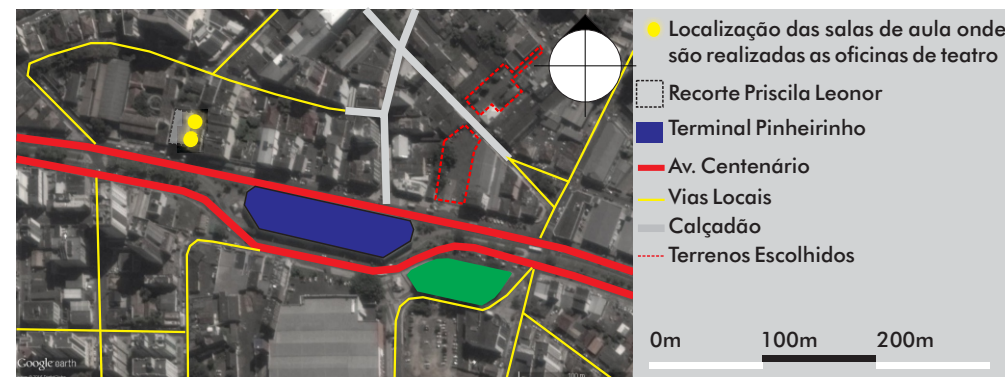 Localização das salas de aula onde
são realizadas as oficinas de teatro
Recorte Priscila Leonor
Terminal Pinheirinho
Av. Centenário
Vias Locais
Calçadão
Terrenos Escolhidos
0m 100m 200m
Google earth